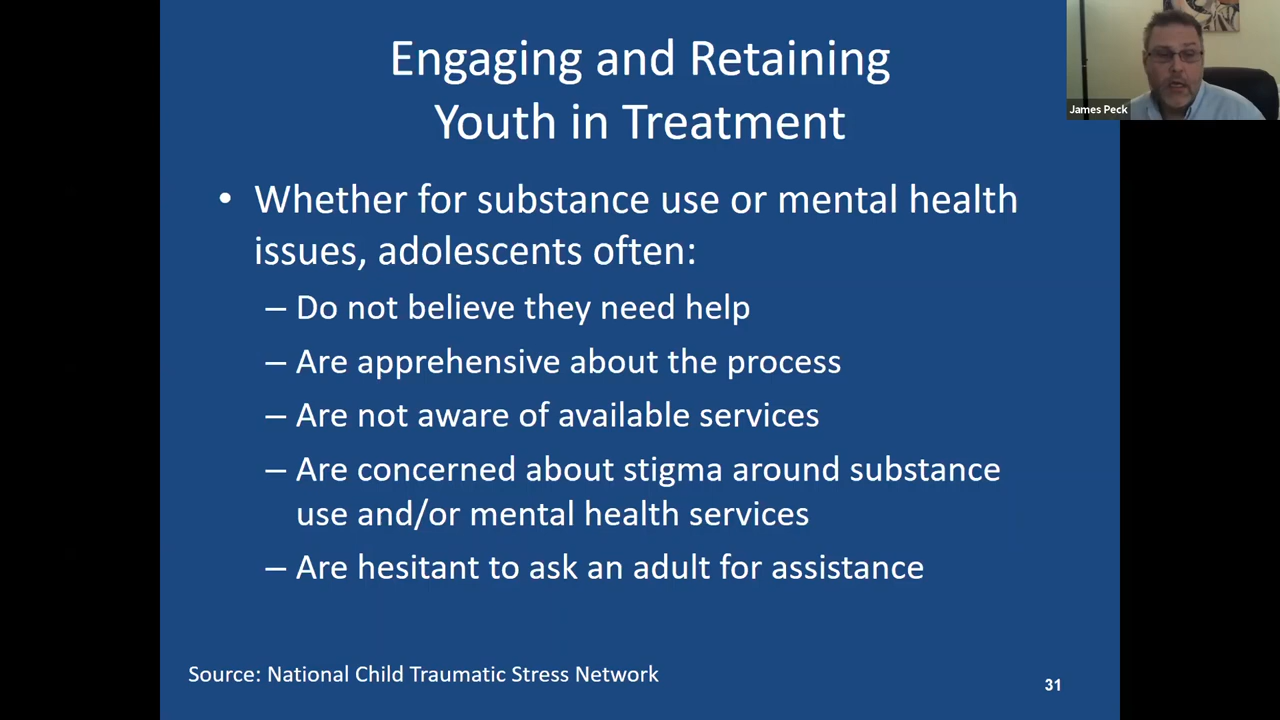 Engaging and Retaining
Youth in Treatment
James Peck
• Whether for substance use or mental health
issues, adolescents often:
– Do not believe they need help
– Are apprehensive about the process
– Are not aware of available services
– Are concerned about stigma around substance
use and/or mental health services
– Are hesitant to ask an adult for assistance
Source: National Child Traumatic Stress Network
31